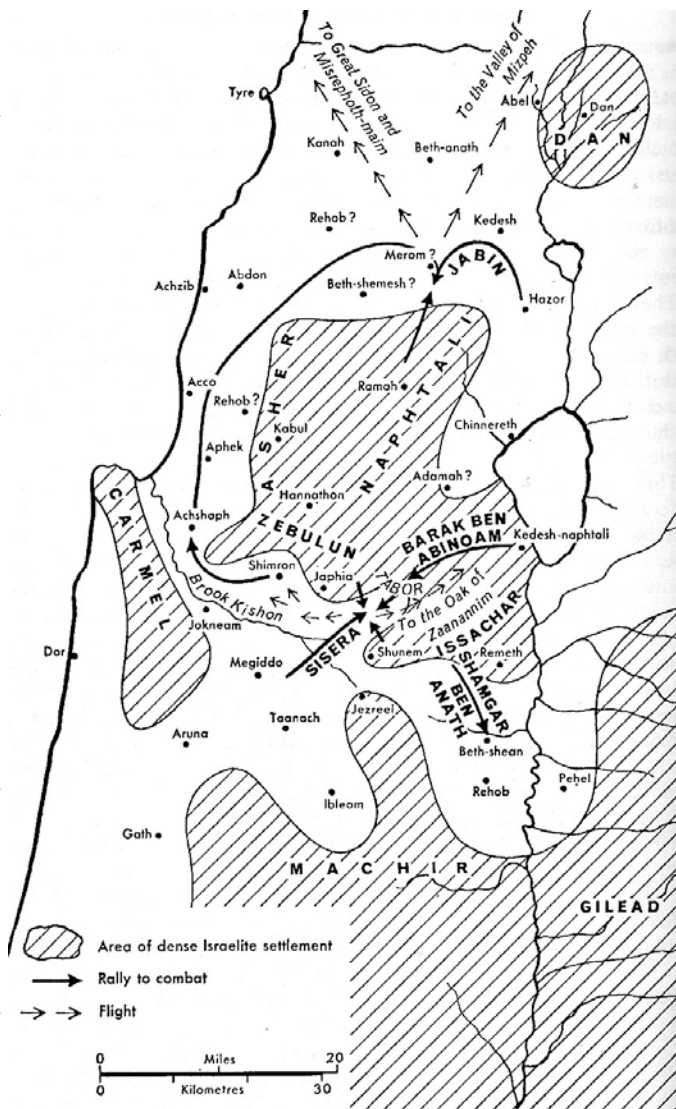 To Great Sidon and
Misrephoth-maim
To the Valley of
Mizpeh
Tyre
Abel
Dan
DAN
Kanah
Beth-anath
Rehob?
Kedesh
Merom?
JABIN
Achzib
Abdon
Beth-shemesh?
Hazor
ASHER
NAPHTALI
Acco
Rehob?
Ramah
Kabul
Chinnereth
Aphek
Adamah?
CARMEL
Hannathon
Achshaph
ZEBULUN
BARAK BEN
ABINOAM
Kedesh-naphtali
Shimron
Japhia
TABOR
Brook Kishon
To the Oak of
Zaanannim
Jokneam
SISERA
ISSACHAR
Dor
Shunem
Remeth
Megiddo
SHAMGAR
BEN
ANATH
Jezreel
Taanach
Aruna
Beth-shean
Rehob
Pehel
Ibleom
Gath
MACHIR
GILEAD
Area of dense Israelite settlement
Rally to combat
Flight
0 Miles 20
0 Kilometres 30